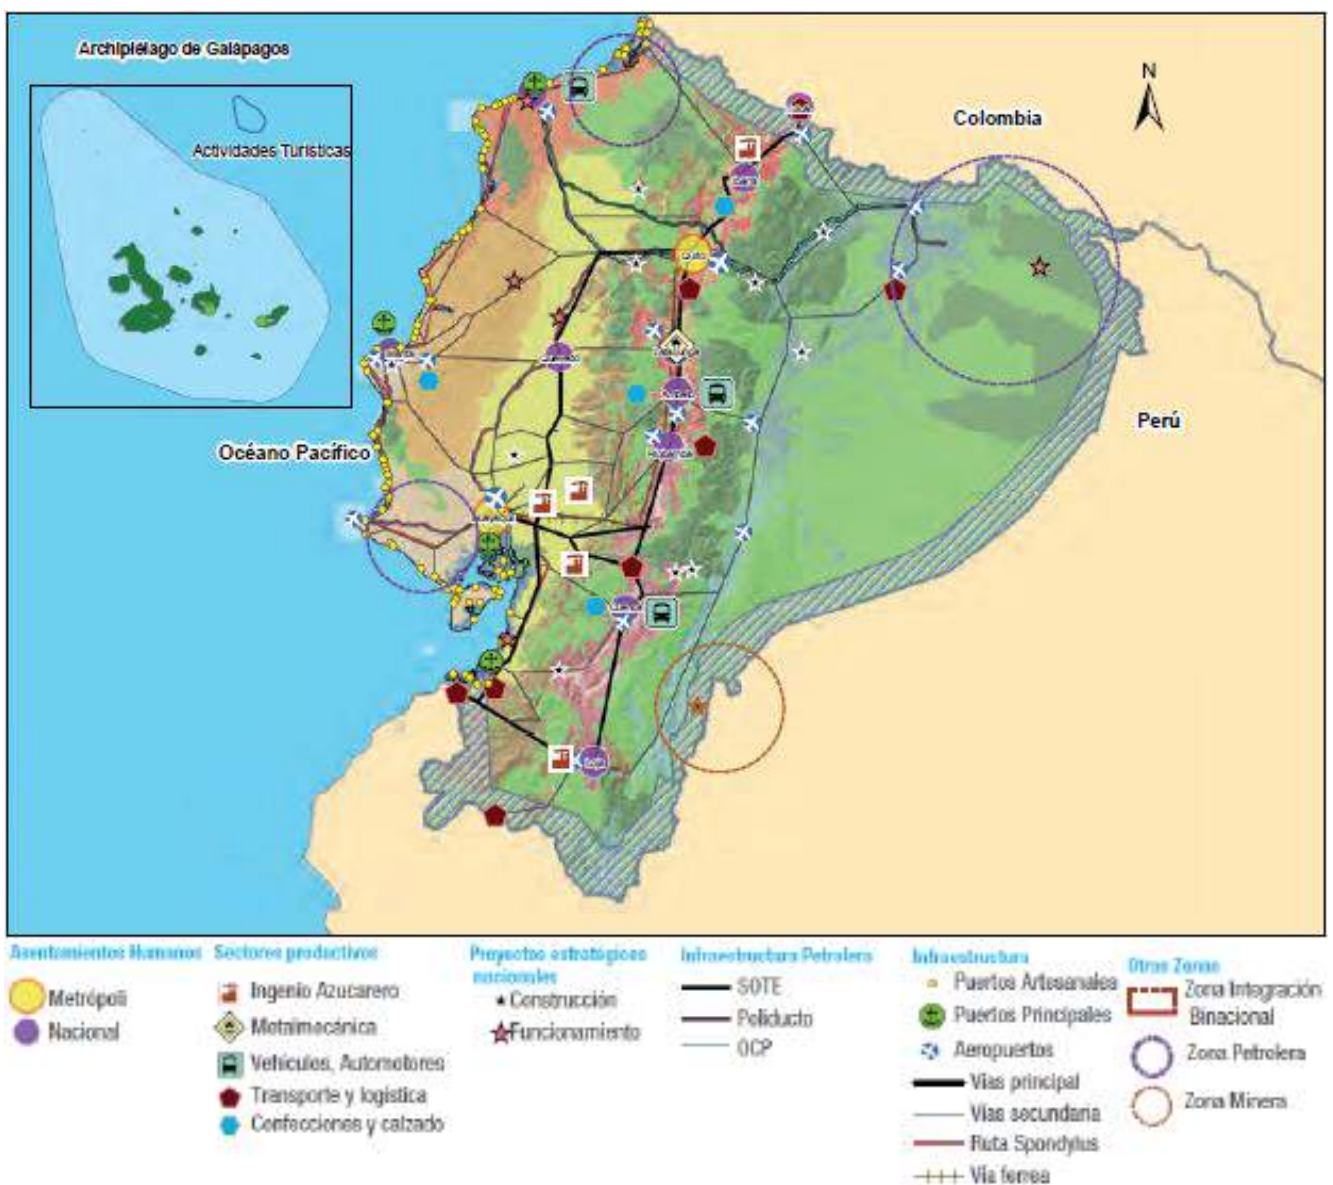 Archipiélago de Galápagos
Actividades Turísticas
N
Colombia
Perú
Océano Pacífico
Quito
Loja
Asentamientos Humanos
Metrópoli
Nacional
Sectores productivos
Ingenio Azucarero
Metalmecánica
Vehículos, Automotores
Transporte y logística
Confecciones y calzado
Proyectos estratégicos
nacionales
Construcción
Funcionamiento
Infraestructura Petrolera
SOTE
Poliducto
OCP
Infraestructura
Puertos Artesanales
Puertos Principales
Aeropuertos
Vías principal
Vías secundaria
Ruta Spondylus
Vía ferrea
Otras Zonas
Zona Integración
Binacional
Zona Petrolera
Zona Minera